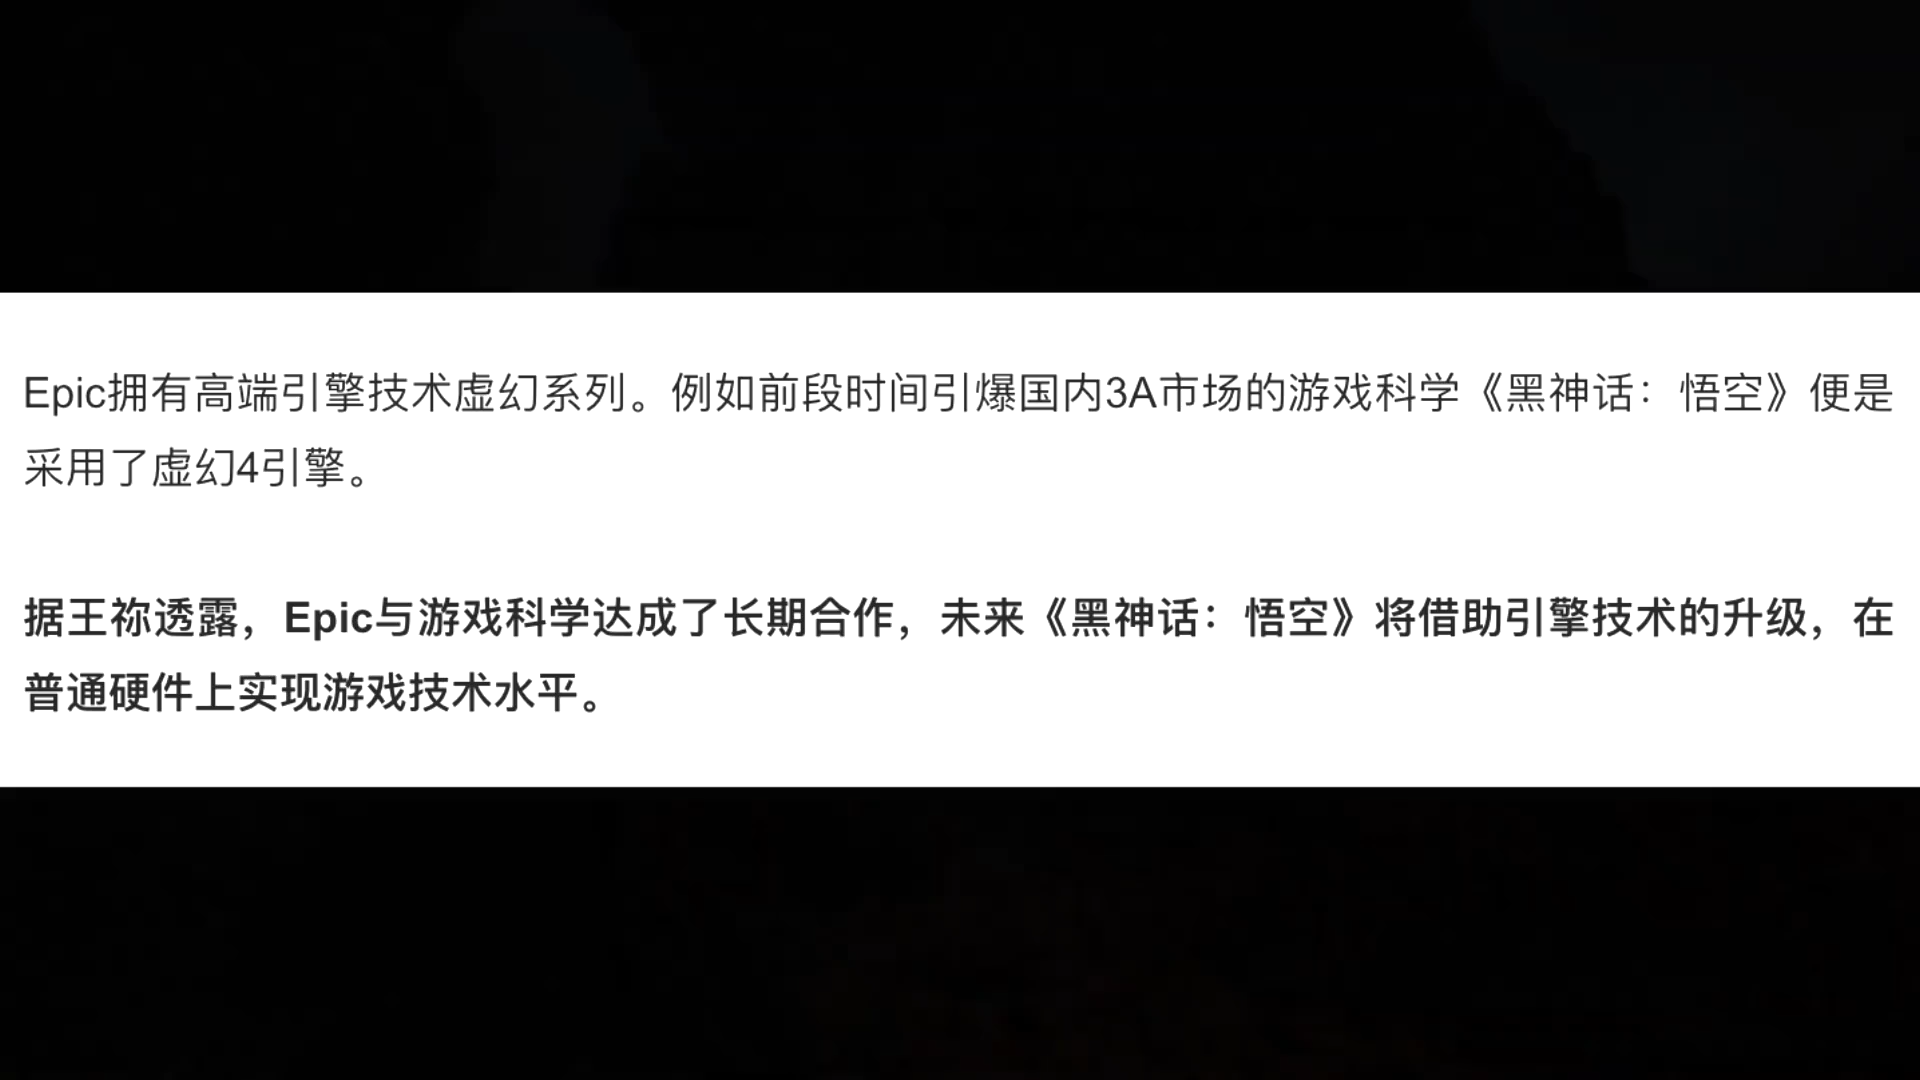 Epic拥有高端引擎技术虚幻系列。例如前段时间引爆国内3A市场的游戏科学《黑神话：悟空》便是
采用了虚幻4引擎。
据王祢透露，Epic与游戏科学达成了长期合作，未来《黑神话：悟空》将借助引擎技术的升级，在
普通硬件上实现游戏技术水平。